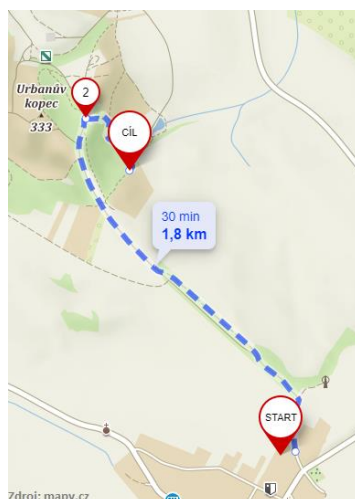 Urbanův
kopec
333
2
CÍL
30 min
1,8 km
START
Zdroj: mapy.cz